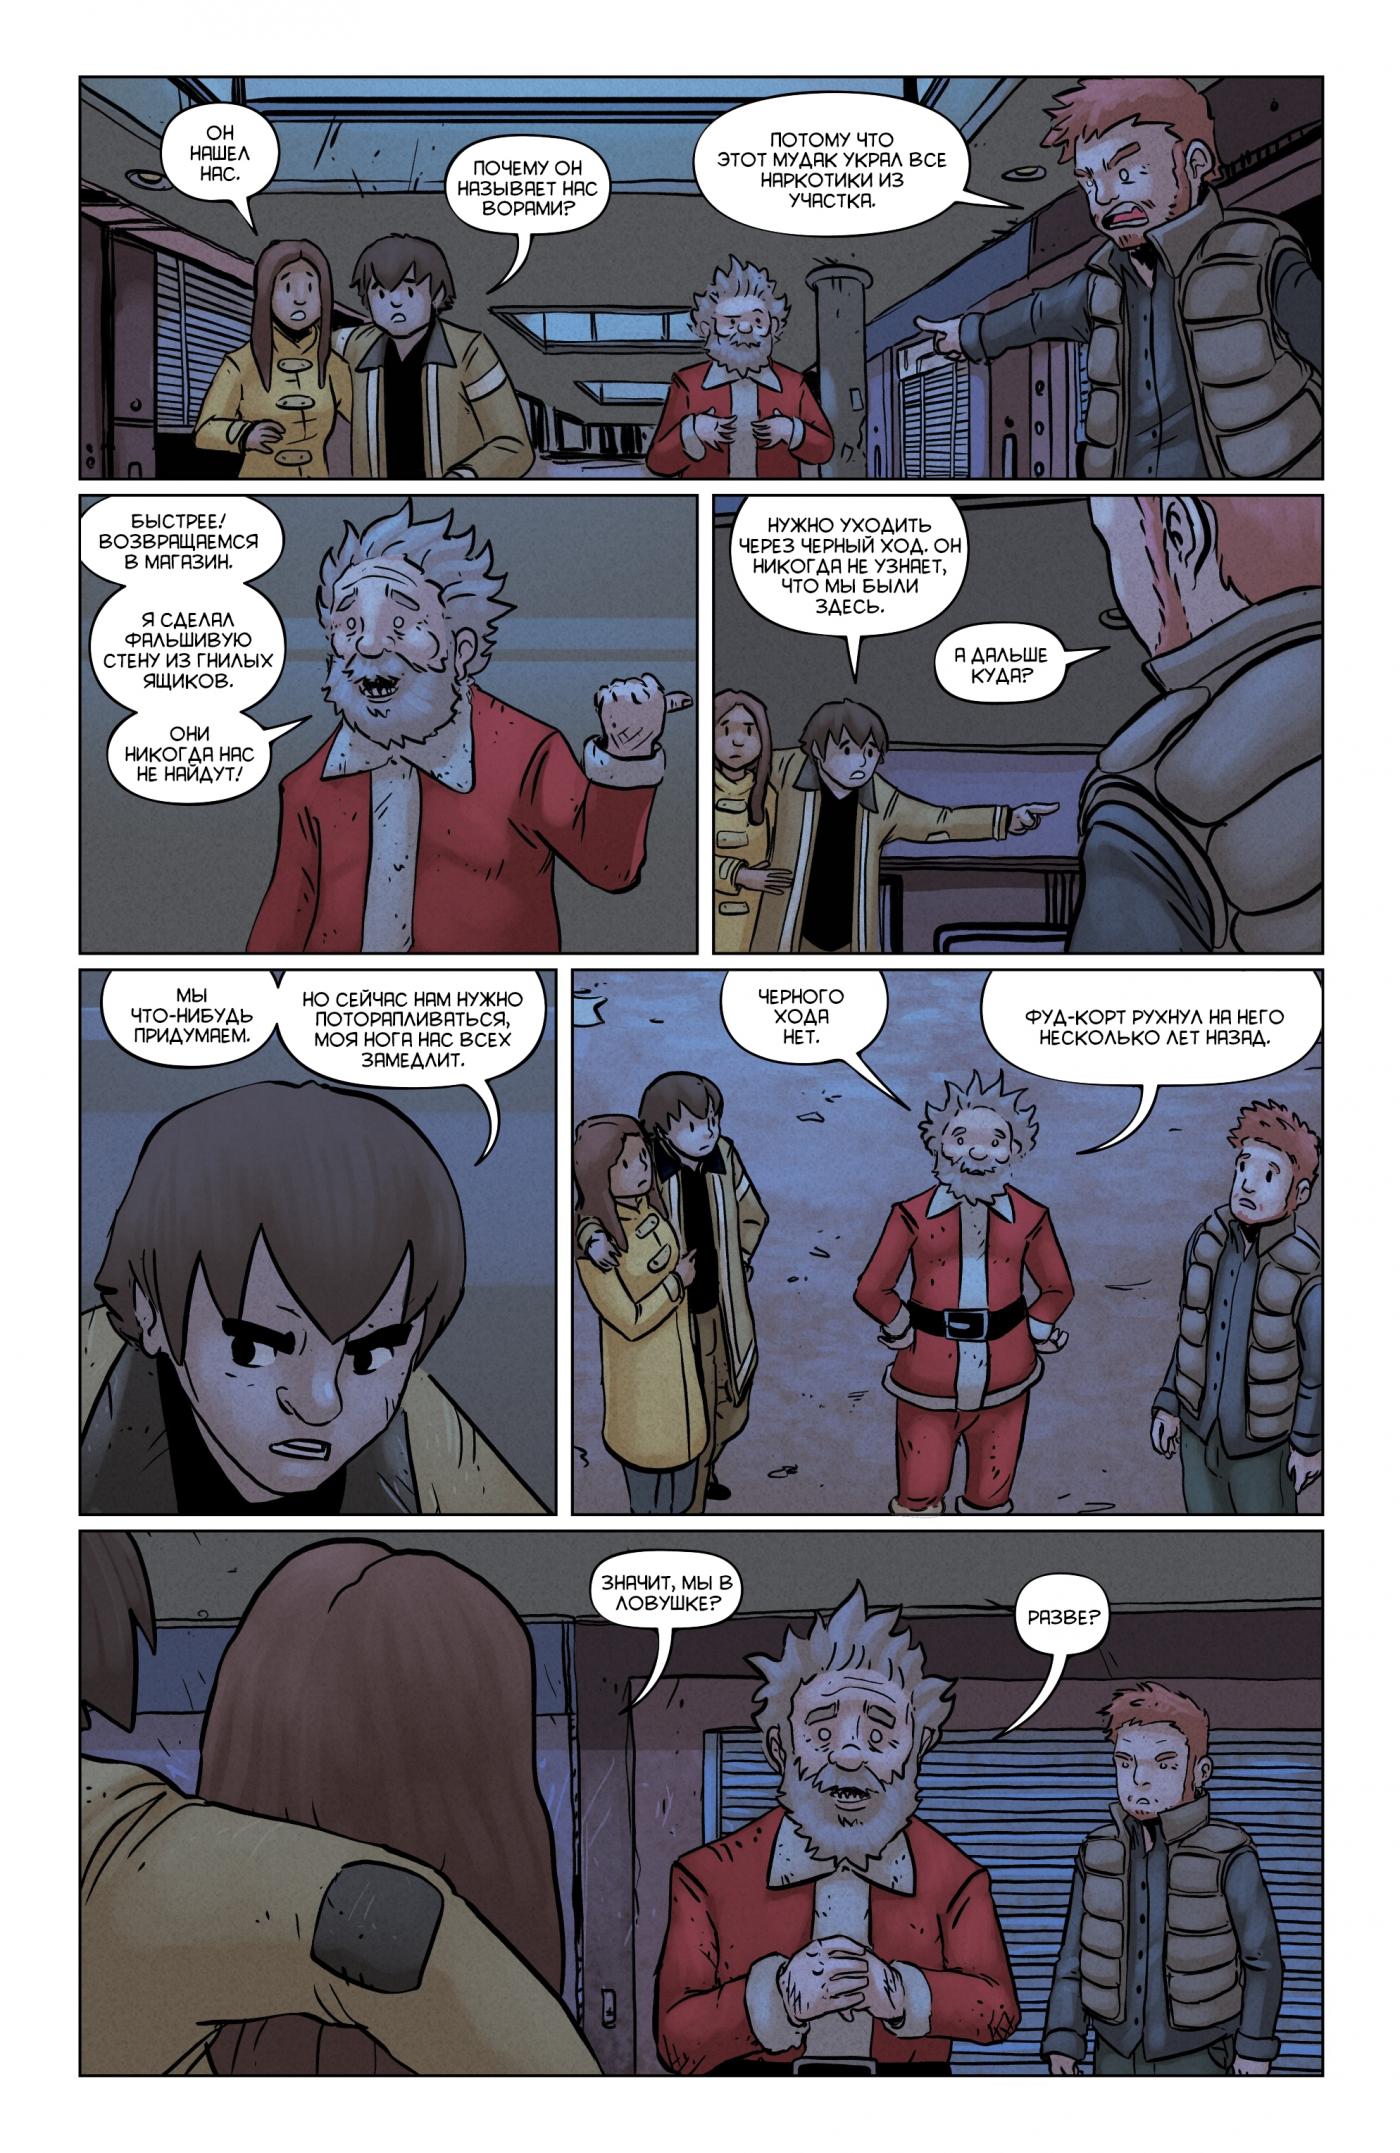 ОН
НАШЕЛ
НАС.
ПОЧЕМУ ОН
НАЗЫВАЕТ НАС
ВОРАМИ?
ПОТОМУ ЧТО
ЭТОТ МУДАК УКРАЛ ВСЕ
НАРКОТИКИ ИЗ
УЧАСТКА.
БЫСТРЕЕ!
ВОЗВРАЩАЕМСЯ
В МАГАЗИН.
Я СДЕЛАЛ
ФАЛЬШИВУЮ
СТЕНУ ИЗ ГНИЛЫХ
ЯЩИКОВ.
ОНИ
НИКОГДА НАС
НЕ НАЙДУТ!
НУЖНО УХОДИТЬ
ЧЕРЕЗ ЧЕРНЫЙ ХОД. ОН
НИКОГДА НЕ УЗНАЕТ,
ЧТО МЫ БЫЛИ
ЗДЕСЬ.
А ДАЛЬШЕ
КУДА?
МЫ
ЧТО-НИБУДЬ
ПРИДУМАЕМ.
НО СЕЙЧАС НАМ НУЖНО
ПОТОРАПЛИВАТЬСЯ,
МОЯ НОГА НАС ВСЕХ
ЗАМЕДЛИТ.
ЧЕРНОГО
ХОДА
НЕТ.
ФУД-КОРТ РУХНУЛ НА НЕГО
НЕСКОЛЬКО ЛЕТ НАЗАД.
ЗНАЧИТ, МЫ В
ЛОВУШКЕ?
РАЗВЕ?